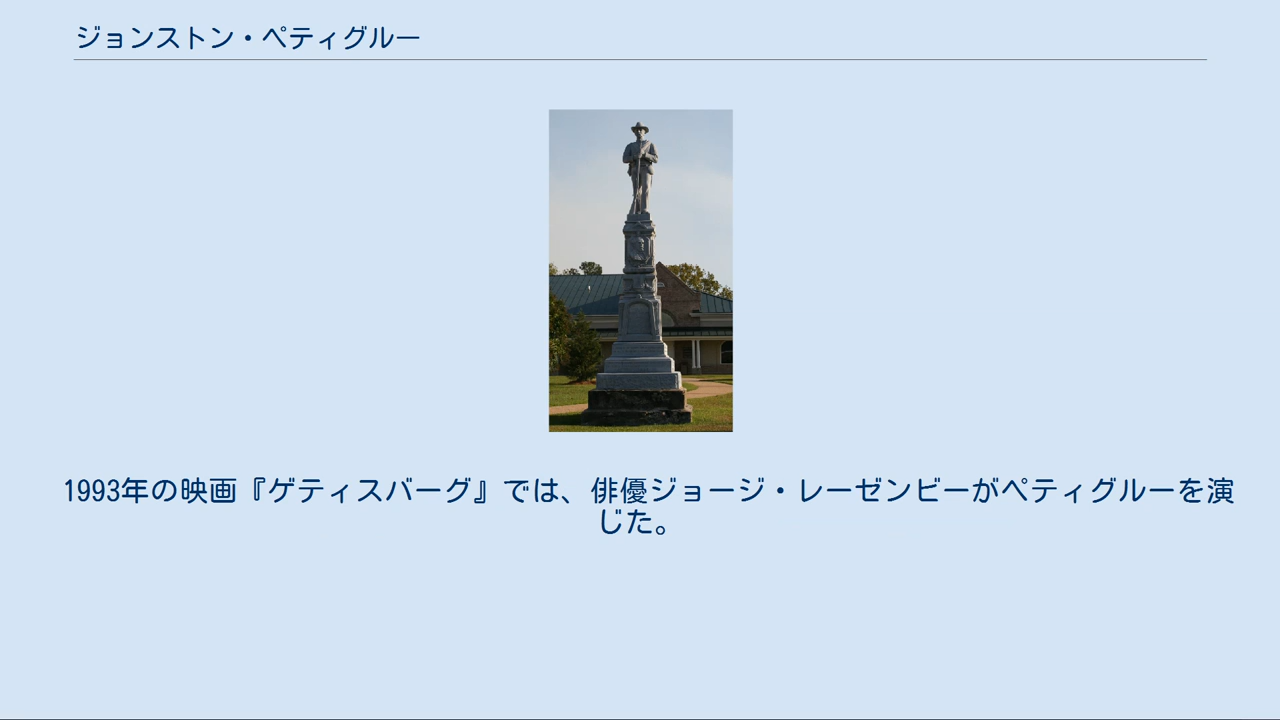 ジョンストン・ペティグルー
1993年の映画『ゲティスバーグ』では、俳優ジョージ・レーゼンビーがペティグルーを演
じた。